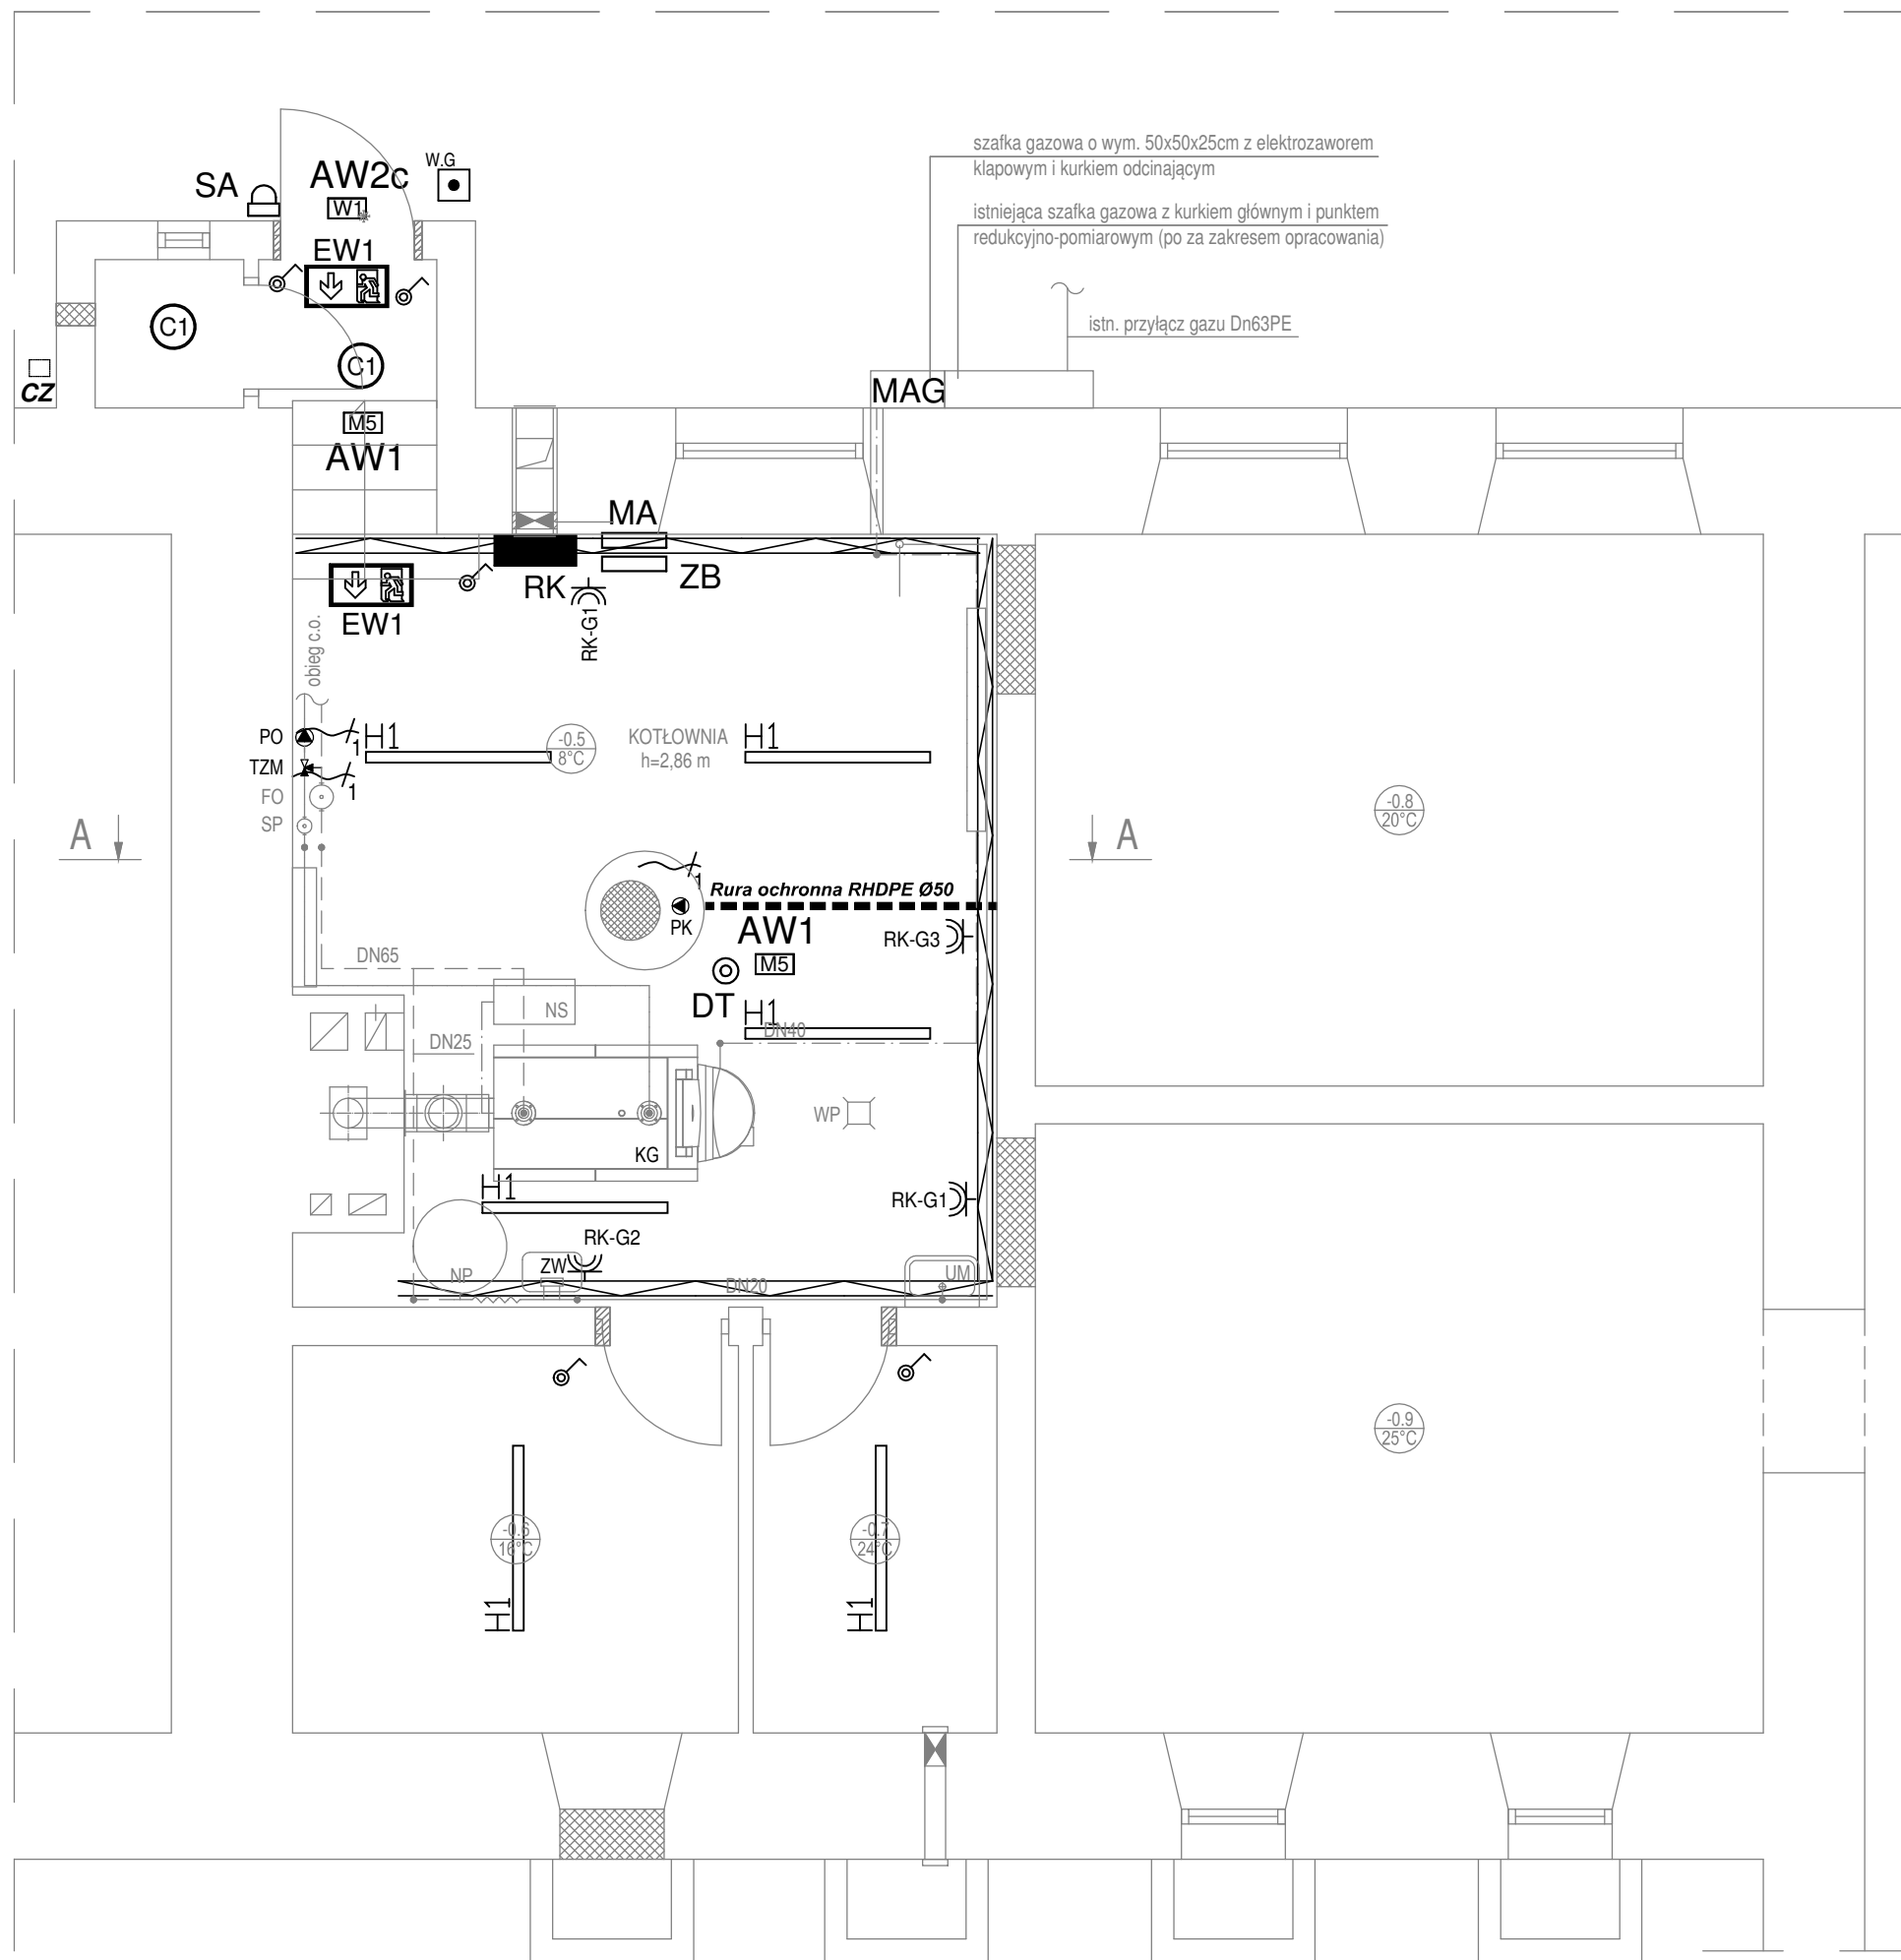 szafka gazowa o wym. 50x50x25cm z elektrozaworem
klapowym i kurkiem odcinającym
W.G
AW2c
SA
W1
istniejąca szafka gazowa z kurkiem głównym i punktem
redukcyjno-pomiarowym (po za zakresem opracowania)
EW1
C1
istn. przyłącz gazu Dn63PE
C1
CZ
MAG
M5
AW1
MA
ZB
RK
RK-G1
EW1
obieg c.o.
PO
1
H1
-0.5
8°C
KOTŁOWNIA
h=2,86 m
H1
TZM
1
FO
SP
-0.8
20°C
A
A
1
Rura ochronna RHDPE Ø50
PK
AW1
RK-G3
M5
DN65
DT
NS
H1
DN40
DN25
WP
KG
H1
RK-G1
RK-G2
ZW
NP
DN20
UM
-0.9
25°C
-0.6
16°C
-0.7
24°C
H1
H1